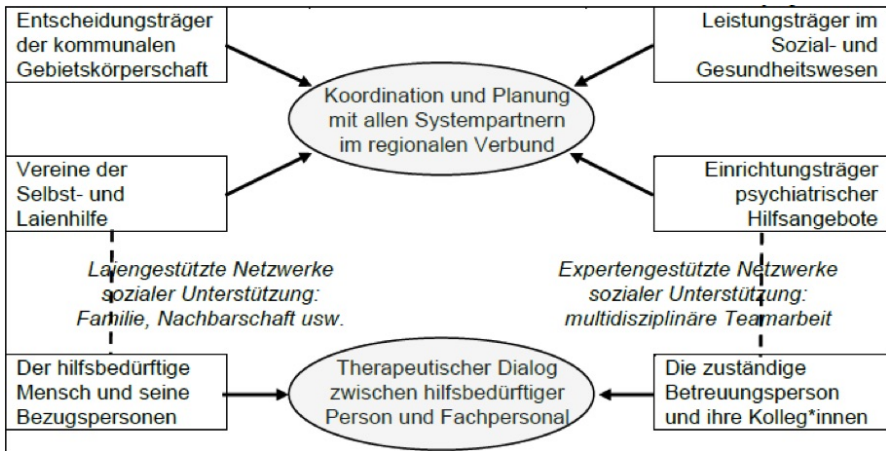 Entscheidungsträger
der kommunalen
Gebietskörperschaft
Leistungsträger im
Sozial- und
Gesundheitswesen
Koordination und Planung
mit allen Systempartnern
im regionalen Verbund
Vereine der
Selbst- und
Laienhilfe
Einrichtungsträger
psychiatrischer
Hilfsangebote
Laiengestützte Netzwerke
sozialer Unterstützung:
Familie, Nachbarschaft usw.
Expertengestützte Netzwerke
sozialer Unterstützung:
multidisziplinäre Teamarbeit
Der hilfsbedürftige
Mensch und seine
Bezugspersonen
Therapeutischer Dialog
zwischen hilfsbedürftiger
Person und Fachpersonal
Die zuständige
Betreuungsperson
und ihre Kolleg*innen